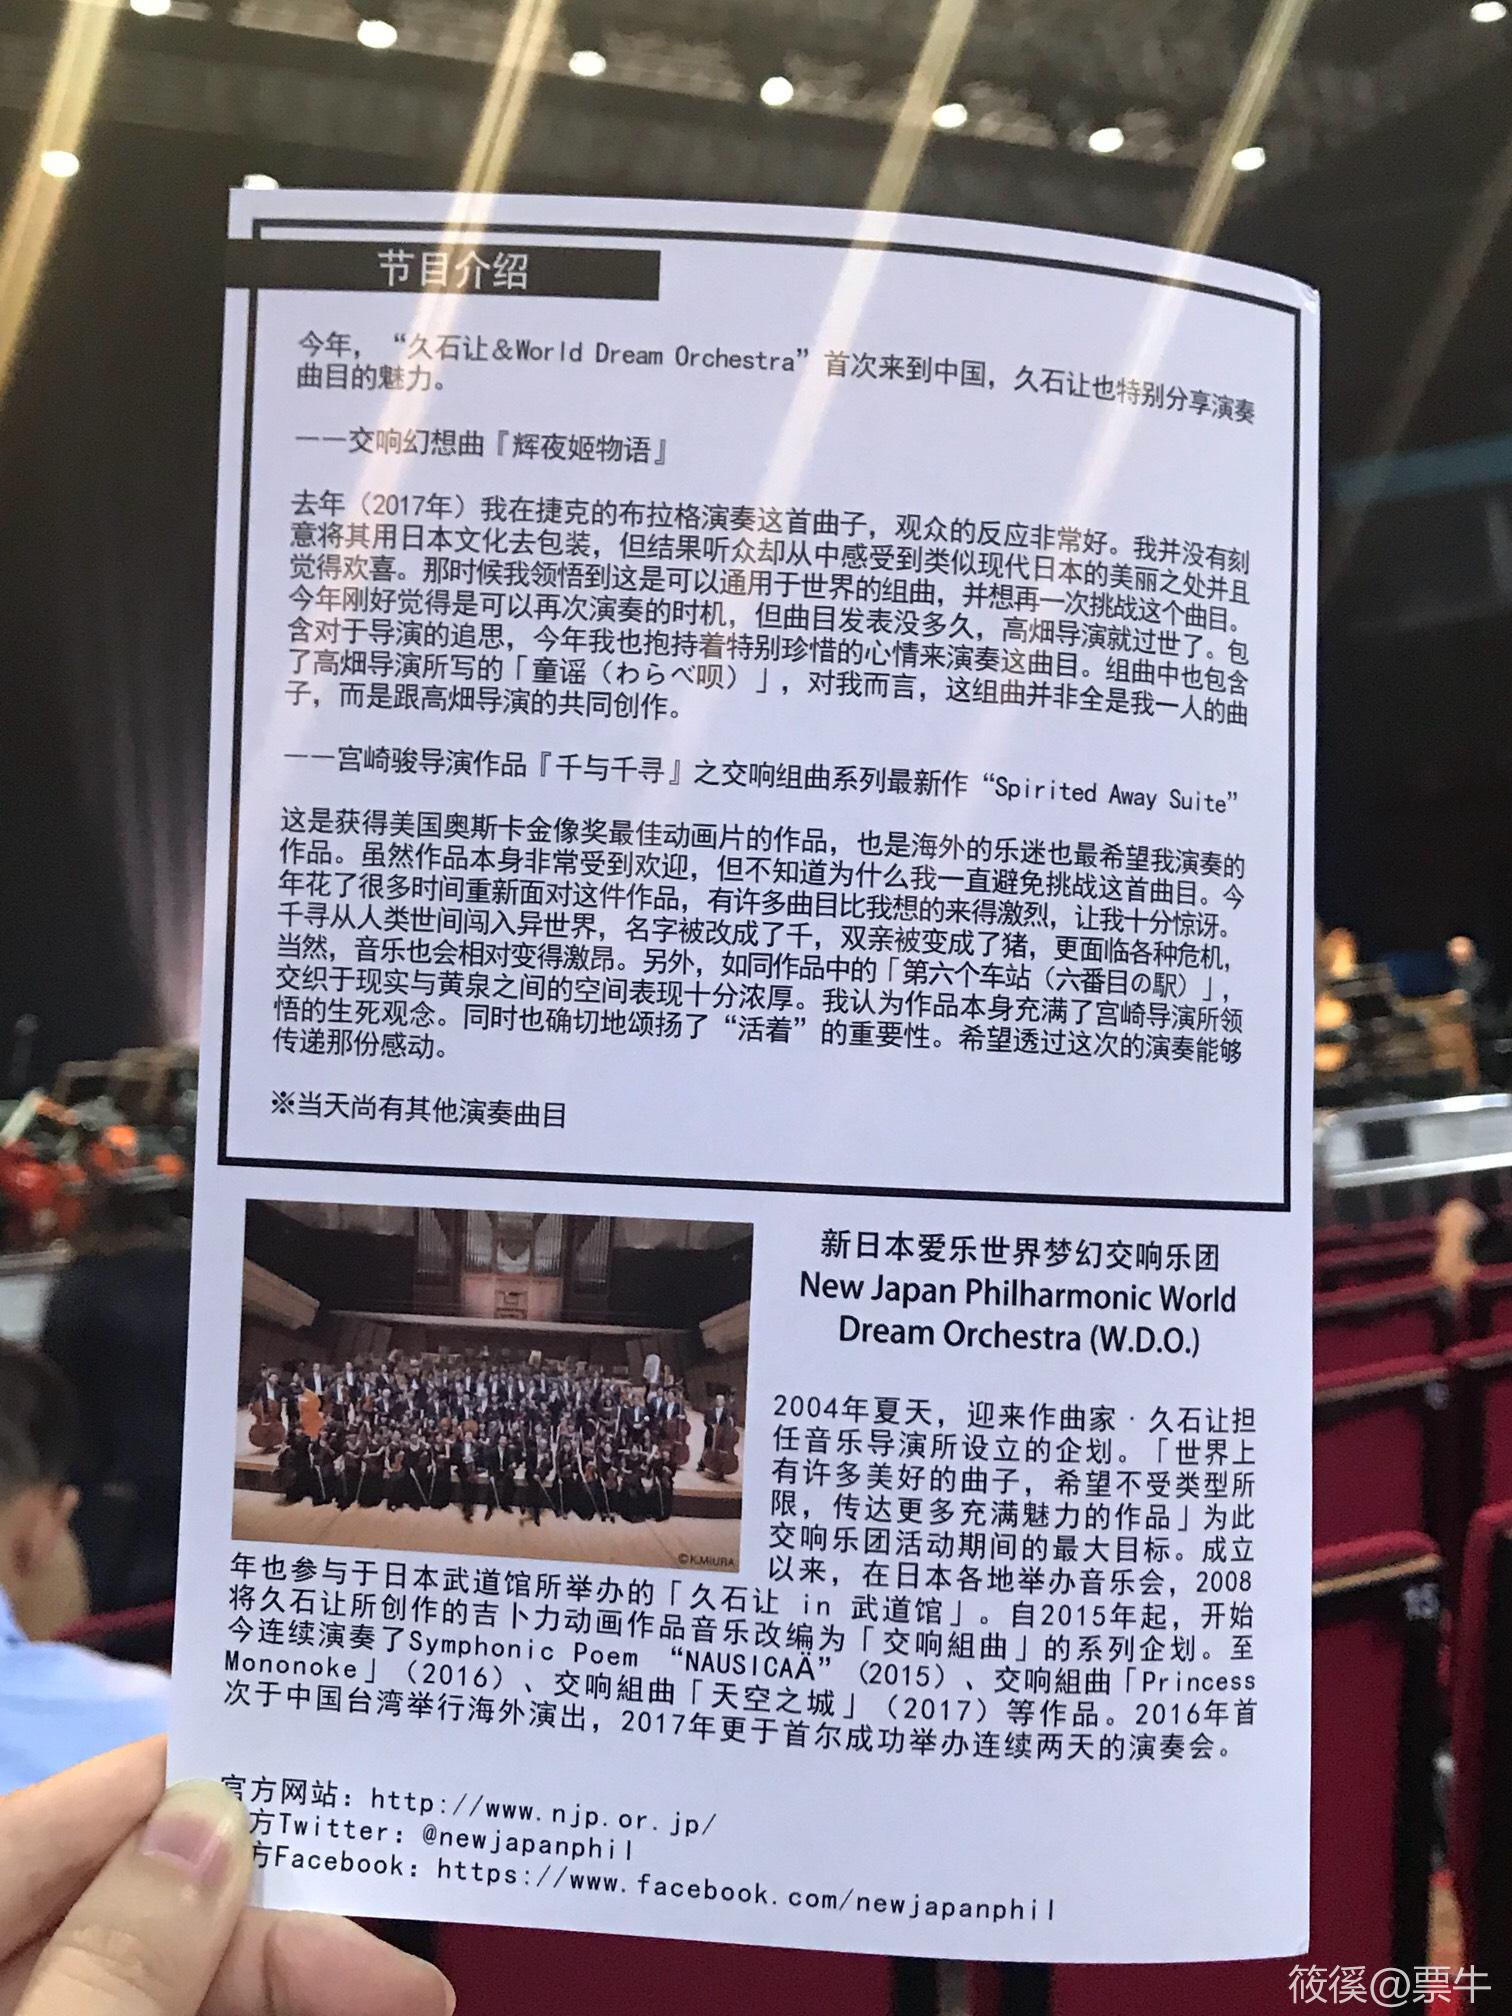 节目介绍
今年，“久石让＆World Dream Orchestra”首次来到中国，久石让也特别分享演奏
曲目的魅力。
——交响幻想曲『辉夜姬物语』
去年（2017年）我在捷克的布拉格演奏这首曲子，观众的反应非常好。我并没有刻
意将其用日本文化去包装，但结果听众却从中感受到类似现代日本的美丽之处并且
觉得欢喜。那时候我领悟到这是可以通用于世界的组曲，并想再一次挑战这个曲目。
今年刚好觉得是可以再次演奏的时机，但曲目发表没多久，高畑导演就过世了。包
含对于导演的追思，今年我也抱持着特别珍惜的心情来演奏这曲目。组曲中也包含
了高畑导演所写的「童谣（わらべ呗）」，对我而言，这组曲并非全是我一人的曲
子，而是跟高畑导演的共同创作。
——宫崎骏导演作品『千与千寻』之交响组曲系列最新作“Spirited Away Suite”
这是获得美国奥斯卡金像奖最佳动画片的作品，也是海外的乐迷也最希望我演奏的
作品。虽然作品本身非常受到欢迎，但不知道为什么我一直避免挑战这首曲目。今
年花了很多时间重新面对这件作品，有许多曲目比我想的来得激烈，让我十分惊讶。
千寻从人类世间闯入异世界，名字被改成了千，双亲被变成了猪，更面临各种危机，
当然，音乐也会相对变得激昂。另外，如同作品中的「第六个车站（六番目の駅）」，
交织于现实与黄泉之间的空间表现十分浓厚。我认为作品本身充满了宫崎导演所领
悟的生死观念。同时也确切地颂扬了“活着”的重要性。希望透过这次的演奏能够
传递那份感动。
※当天尚有其他演奏曲目
©K.MIURA
新日本爱乐世界梦幻交响乐团
New Japan Philharmonic World
Dream Orchestra (W.D.O.)
2004年夏天，迎来作曲家·久石让担
任音乐导演所设立的企划。「世界上
有许多美好的曲子，希望不受类型所
限，传达更多充满魅力的作品」为此
交响乐团活动期间的最大目标。成立
以来，在日本各地举办音乐会，2008
年也参与于日本武道馆所举办的「久石让 in 武道馆」。自2015年起，开始
将久石让所创作的吉卜力动画作品音乐改编为「交响組曲」的系列企划。至
今连续演奏了Symphonic Poem “NAUSICAÄ”（2015）、交响組曲「Princess
Mononoke」（2016）、交响組曲「天空之城」（2017）等作品。2016年首
次于中国台湾举行海外演出，2017年更于首尔成功举办连续两天的演奏会。
官方网站：http://www.njp.or.jp/
方Twitter：@newjapanphil
方Facebook：https://www.facebook.com/newjapanphil
筱徯@票牛